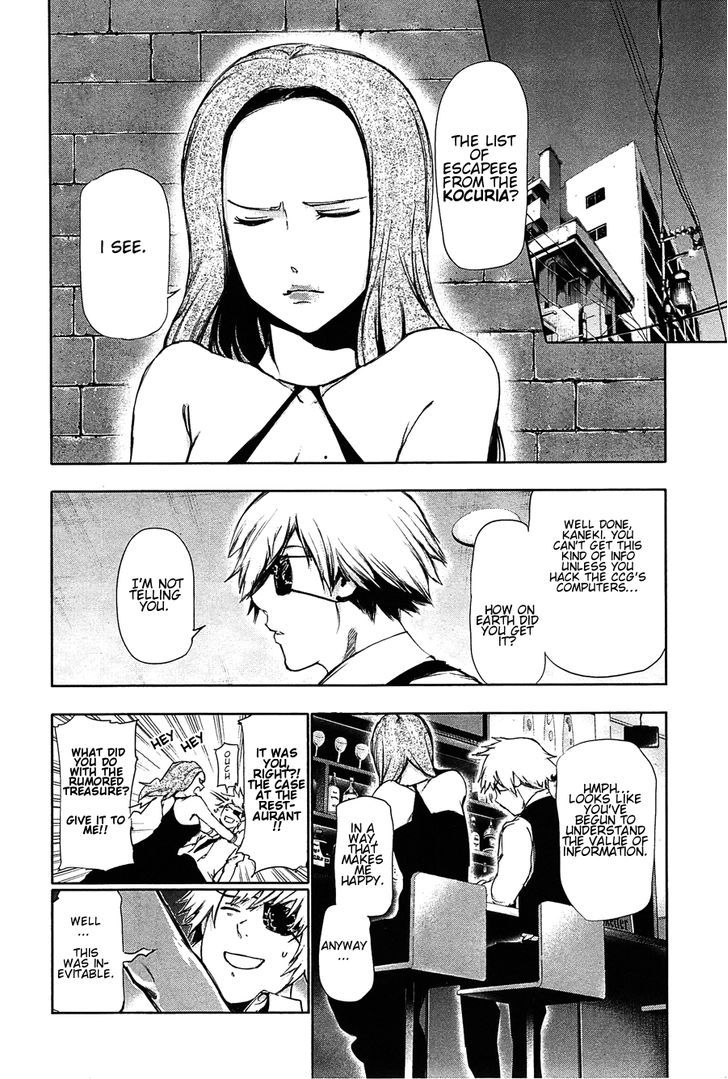 THE LIST
OF
ESCAPEES
FROM THE
KOCURIA?
I SEE.
WELL DONE,
KANEKI. YOU
CAN'T GET THIS
KIND OF INFO
UNLESS YOU
HACK THE CCG'S
COMPUTERS...
HOW ON
EARTH DID
YOU GET
IT?
I'M NOT
TELLING
YOU.
HMPH...
LOOKS LIKE
YOU'VE
BEGUN TO
UNDERSTAND
THE VALUE OF
INFORMATION.
IN A
WAY,
THAT
MAKES
ME
HAPPY.
ANYWAY
...
IT WAS
YOU,
RIGHT?!
THE CASE
AT THE
REST-
AURANT
!!
OUCH
HEY
HEY
WHAT DID
YOU DO
WITH THE
RUMORED
TREASURE?
GIVE IT TO
ME!!
WELL
...
THIS
WAS IN-
EVITABLE.